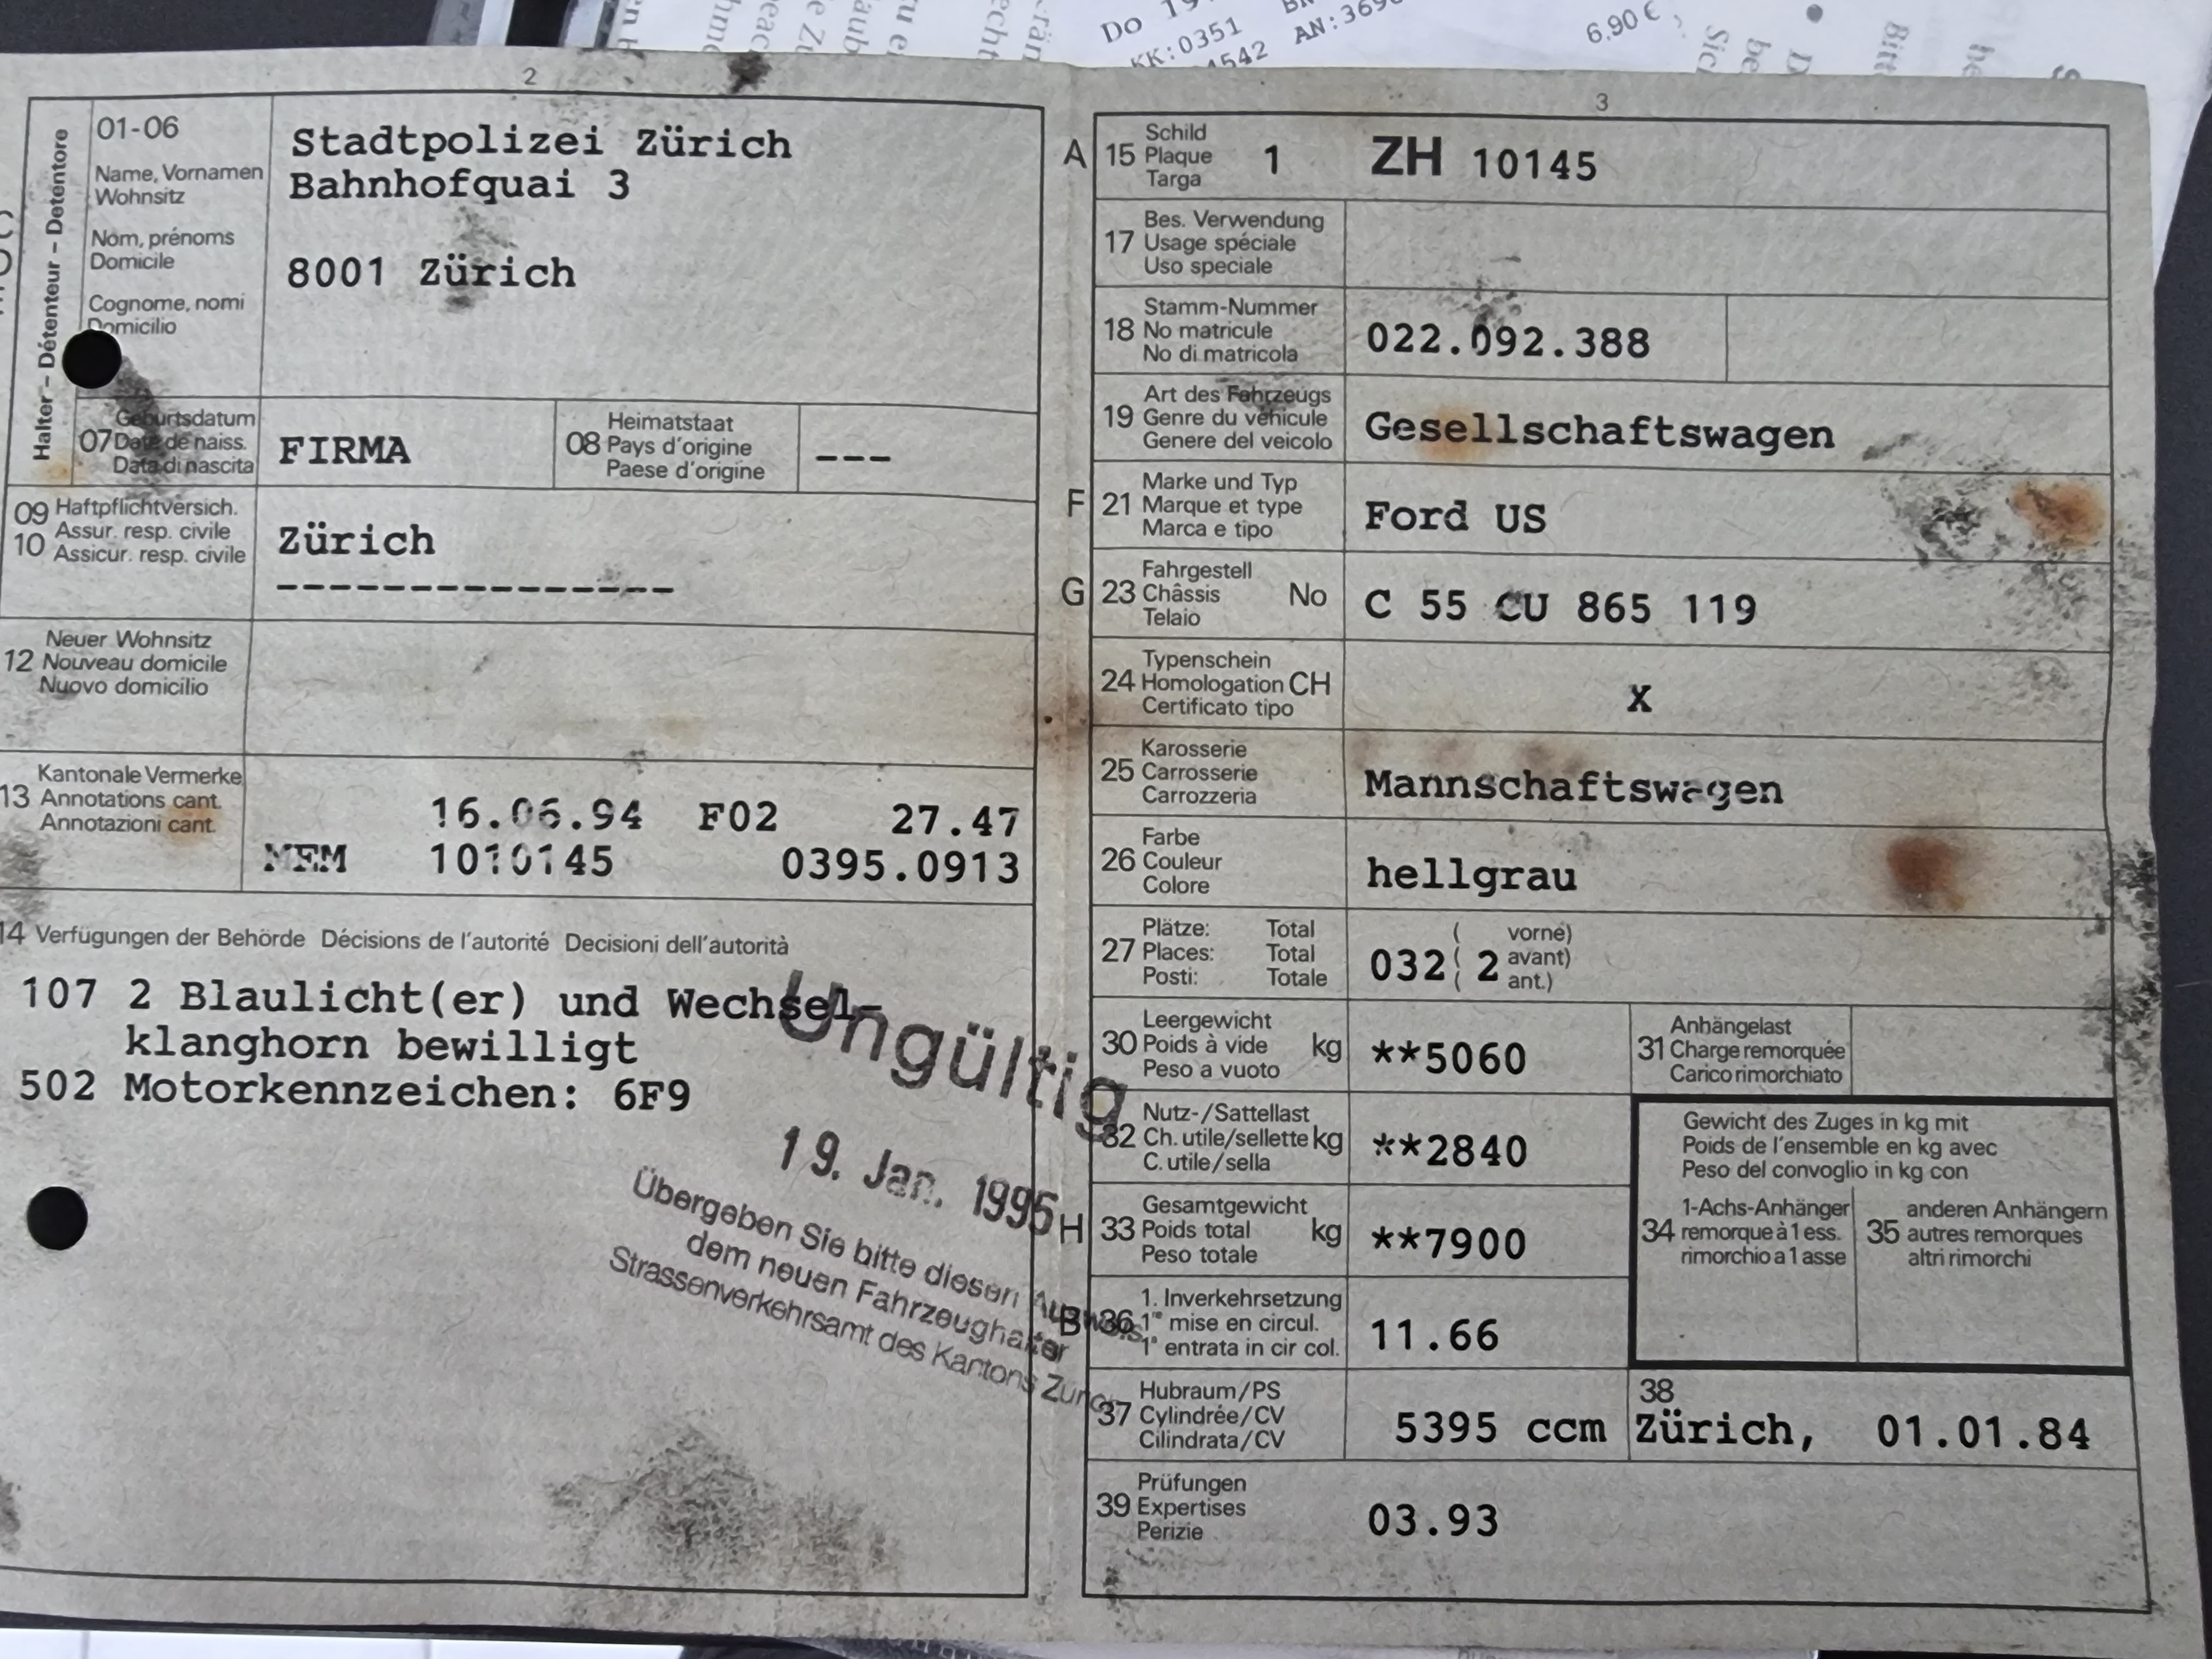 2
01-06
Name, Vornamen
Wohnsitz
Nom, prénoms
Domicile
Cognome, nomi
Domicilio
Halter – Détenteur – Detentore
Stadtpolizei Zürich
Bahnhofquai 3
8001 Zürich
07 Geburtsdatum
Date de naiss.
Data di nascita
FIRMA
08 Heimatstaat
Pays d'origine
Paese d'origine
---
09 Haftpflichtversich.
10 Assur. resp. civile
Assicur. resp. civile
Zürich
---------------
12 Neuer Wohnsitz
Nouveau domicile
Nuovo domicilio
13 Kantonale Vermerke
Annotations cant.
Annotazioni cant.
16.06.94 F02 27.47
MEM 1010145 0395.0913
14 Verfügungen der Behörde Décisions de l'autorité Decisioni dell'autorità
107 2 Blaulicht(er) und Wechsel-
klanghorn bewilligt
502 Motorkennzeichen: 6F9
Ungültig
19. Jan. 1995
Übergeben Sie bitte diesen Ausweis
dem neuen Fahrzeughalter
Strassenverkehrsamt des Kantons Zürich
3
A 15 Schild
Plaque
Targa
1 ZH 10145
17 Bes. Verwendung
Usage spéciale
Uso speciale
18 Stamm-Nummer
No matricule
No di matricola
022.092.388
19 Art des Fahrzeugs
Genre du véhicule
Genere del veicolo
Gesellschaftswagen
F 21 Marke und Typ
Marque et type
Marca e tipo
Ford US
G 23 Fahrgestell
Châssis No
Telaio
C 55 CU 865 119
24 Typenschein
Homologation CH
Certificato tipo
X
25 Karosserie
Carrosserie
Carrozzeria
Mannschaftswagen
26 Farbe
Couleur
Colore
hellgrau
27 Plätze: Total
Places: Total
Posti: Totale
032 ( 2 vorne)
avant)
ant.)
30 Leergewicht
Poids à vide kg
Peso a vuoto
**5060
31 Anhängelast
Charge remorquée
Carico rimorchiato
32 Nutz-/Sattellast
Ch. utile/sellette kg
C. utile/sella
**2840
H 33 Gesamtgewicht
Poids total kg
Peso totale
**7900
Gewicht des Zuges in kg mit
Poids de l'ensemble en kg avec
Peso del convoglio in kg con
34 1-Achs-Anhänger
remorque à 1 ess.
rimorchio a 1 asse
35 anderen Anhängern
autres remorques
altri rimorchi
B 36 1. Inverkehrsetzung
1e mise en circul.
1a entrata in cir col.
11.66
37 Hubraum/PS
Cylindrée/CV
Cilindrata/CV
5395 ccm
38
Zürich, 01.01.84
39 Prüfungen
Expertises
Perizie
03.93
KK:0351
6,90 €